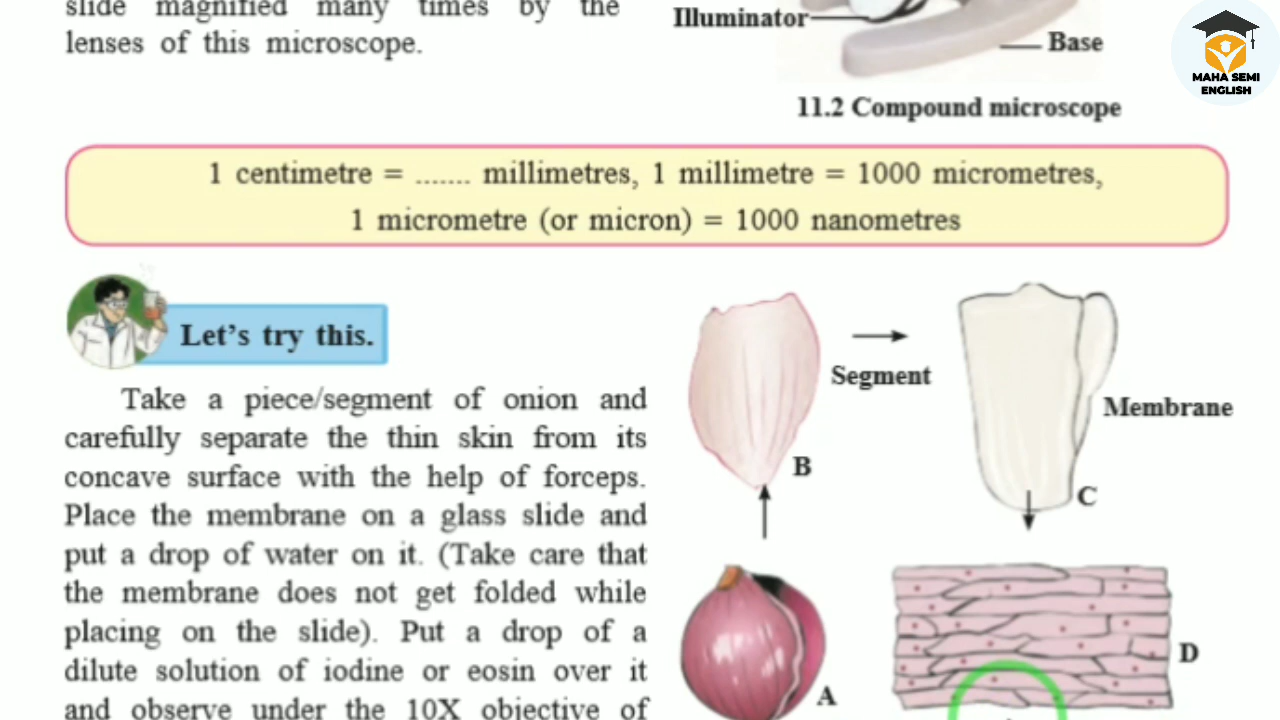 slide magnified many times by the
lenses of this microscope.
Illuminator
Base
11.2 Compound microscope
MAHA SEMI
ENGLISH
1 centimetre = ....... millimetres, 1 millimetre = 1000 micrometres,
1 micrometre (or micron) = 1000 nanometres
Let's try this.
Take a piece/segment of onion and
carefully separate the thin skin from its
concave surface with the help of forceps.
Place the membrane on a glass slide and
put a drop of water on it. (Take care that
the membrane does not get folded while
placing on the slide). Put a drop of a
dilute solution of iodine or eosin over it
and observe under the 10X objective of
Segment
Membrane
B
C
A
D